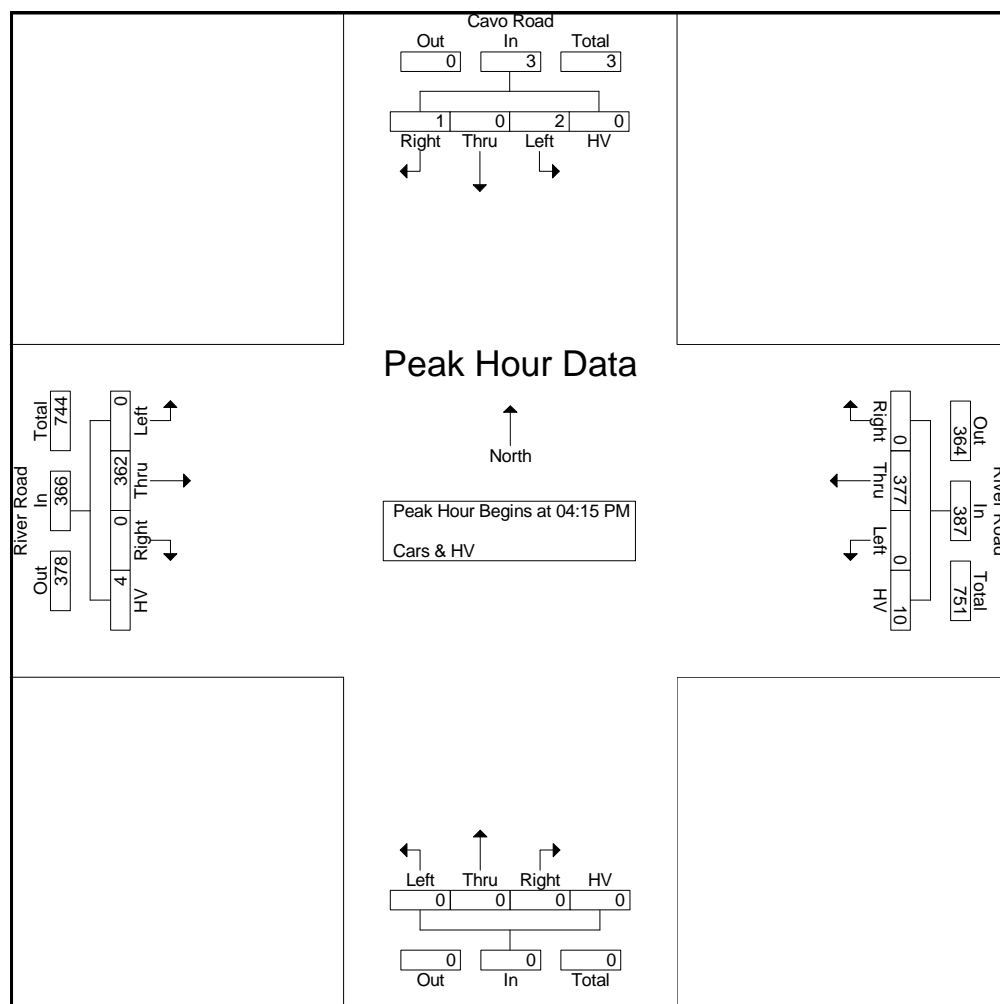 Cavo Road
Out In Total
0 3 3
1 0 2 0
Right Thru Left HV
Peak Hour Data
North
Peak Hour Begins at 04:15 PM
Cars & HV
River Road
Total In Out
744 366 378
0 362 0 4
Left Thru Right HV
River Road
Out In Total
364 387 751
0 377 0 10
Right Thru Left HV
Left Thru Right HV
0 0 0 0
0 0 0
Out In Total